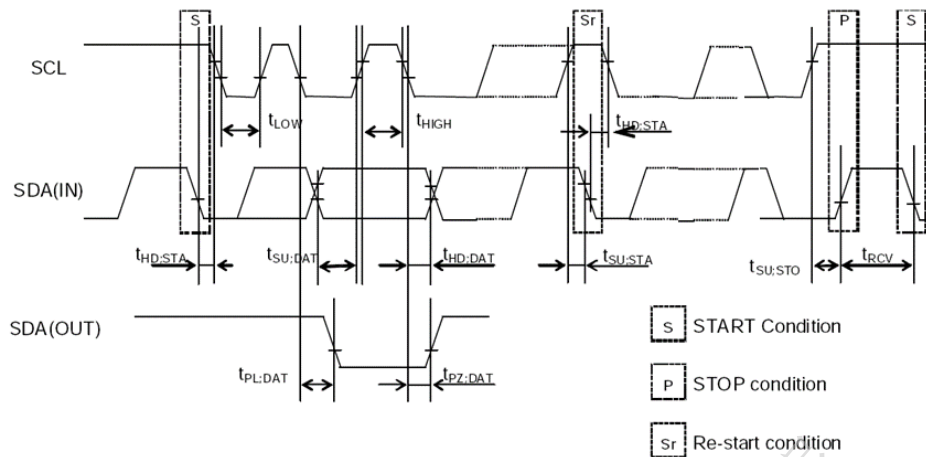 S
Sr
P
S
SCL
tLOW
tHIGH
tHD;STA
SDA(IN)
tHD;STA
tSU;DAT
tHD;DAT
tSU;STA
tSU;STO
tRCV
SDA(OUT)
tPL;DAT
tPZ;DAT
S START Condition
P STOP condition
Sr Re-start condition